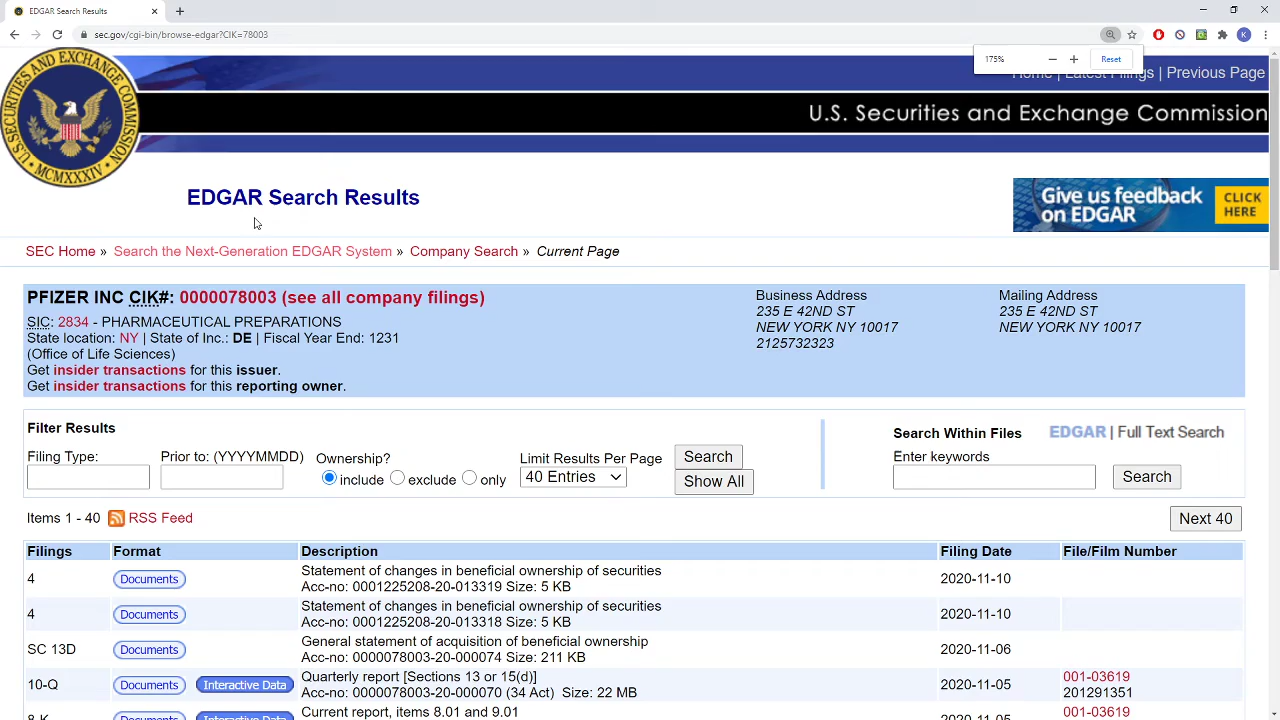 EDGAR Search Results
sec.gov/cgi-bin/browse-edgar?CIK=78003
175%
Reset
Home | Latest Filings | Previous Page
U.S. Securities and Exchange Commission
SECURITIES AND EXCHANGE COMMISSION
MCMXXXIV
EDGAR Search Results
Give us feedback
on EDGAR
CLICK
HERE
SEC Home » Search the Next-Generation EDGAR System » Company Search » Current Page
PFIZER INC CIK#: 0000078003 (see all company filings)
SIC: 2834 - PHARMACEUTICAL PREPARATIONS
State location: NY | State of Inc.: DE | Fiscal Year End: 1231
(Office of Life Sciences)
Get insider transactions for this issuer.
Get insider transactions for this reporting owner.
Business Address
235 E 42ND ST
NEW YORK NY 10017
2125732323
Mailing Address
235 E 42ND ST
NEW YORK NY 10017
Filter Results
Filing Type:
Prior to: (YYYYMMDD)
Ownership?
include exclude only
Limit Results Per Page
40 Entries
Search
Show All
Search Within Files
EDGAR | Full Text Search
Enter keywords
Search
Items 1 - 40 RSS Feed
Next 40
Filings Format Description Filing Date File/Film Number
4 Documents Statement of changes in beneficial ownership of securities 2020-11-10
Acc-no: 0001225208-20-013319 Size: 5 KB
4 Documents Statement of changes in beneficial ownership of securities 2020-11-10
Acc-no: 0001225208-20-013318 Size: 5 KB
SC 13D Documents General statement of acquisition of beneficial ownership 2020-11-06
Acc-no: 0000078003-20-000074 Size: 211 KB
10-Q Documents Interactive Data Quarterly report [Sections 13 or 15(d)] 2020-11-05 001-03619
Acc-no: 0000078003-20-000070 (34 Act) Size: 22 MB 201291351
8-K Documents Interactive Data Current report, items 8.01 and 9.01 2020-11-05 001-03619